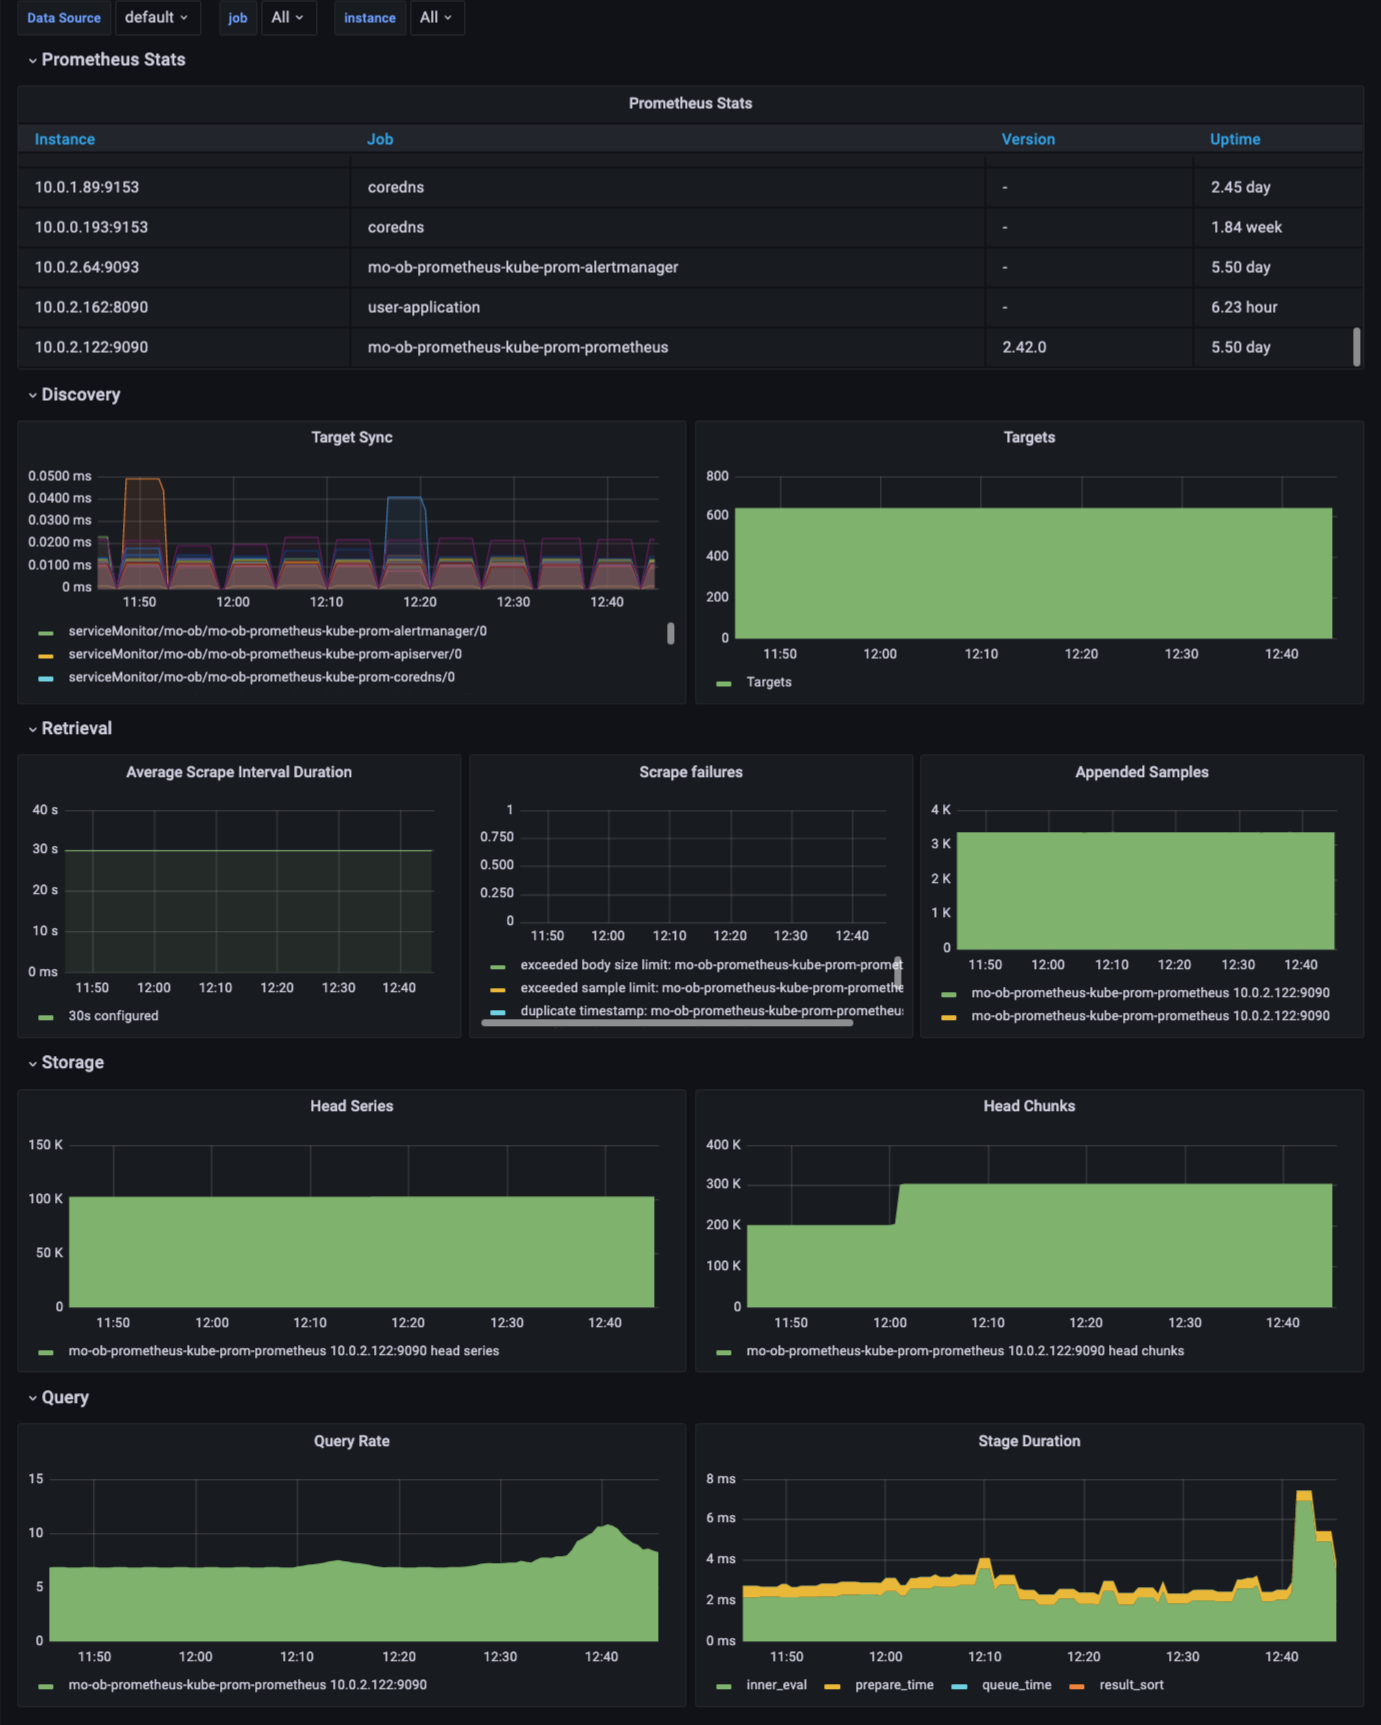 Data Source default job All instance All
Prometheus Stats
Prometheus Stats
Instance Job Version Uptime
10.0.1.89:9153 coredns - 2.45 day
10.0.0.193:9153 coredns - 1.84 week
10.0.2.64:9093 mo-ob-prometheus-kube-prom-alertmanager - 5.50 day
10.0.2.162:8090 user-application - 6.23 hour
10.0.2.122:9090 mo-ob-prometheus-kube-prom-prometheus 2.42.0 5.50 day
Discovery
Target Sync
0.0500 ms
0.0400 ms
0.0300 ms
0.0200 ms
0.0100 ms
0 ms
11:50 12:00 12:10 12:20 12:30 12:40
serviceMonitor/mo-ob/mo-ob-prometheus-kube-prom-alertmanager/0
serviceMonitor/mo-ob/mo-ob-prometheus-kube-prom-apiserver/0
serviceMonitor/mo-ob/mo-ob-prometheus-kube-prom-coredns/0
Targets
800
600
400
200
0
11:50 12:00 12:10 12:20 12:30 12:40
Targets
Retrieval
Average Scrape Interval Duration
40 s
30 s
20 s
10 s
0 ms
11:50 12:00 12:10 12:20 12:30 12:40
30s configured
Scrape failures
1
0.750
0.500
0.250
0
11:50 12:00 12:10 12:20 12:30 12:40
exceeded body size limit: mo-ob-prometheus-kube-prom-promet
exceeded sample limit: mo-ob-prometheus-kube-prom-promethe
duplicate timestamp: mo-ob-prometheus-kube-prom-prometheus
Appended Samples
4 K
3 K
2 K
1 K
0
11:50 12:00 12:10 12:20 12:30 12:40
mo-ob-prometheus-kube-prom-prometheus 10.0.2.122:9090
mo-ob-prometheus-kube-prom-prometheus 10.0.2.122:9090
Storage
Head Series
150 K
100 K
50 K
0
11:50 12:00 12:10 12:20 12:30 12:40
mo-ob-prometheus-kube-prom-prometheus 10.0.2.122:9090 head series
Head Chunks
400 K
300 K
200 K
100 K
0
11:50 12:00 12:10 12:20 12:30 12:40
mo-ob-prometheus-kube-prom-prometheus 10.0.2.122:9090 head chunks
Query
Query Rate
15
10
5
0
11:50 12:00 12:10 12:20 12:30 12:40
mo-ob-prometheus-kube-prom-prometheus 10.0.2.122:9090
Stage Duration
8 ms
6 ms
4 ms
2 ms
0 ms
11:50 12:00 12:10 12:20 12:30 12:40
inner_eval prepare_time queue_time result_sort